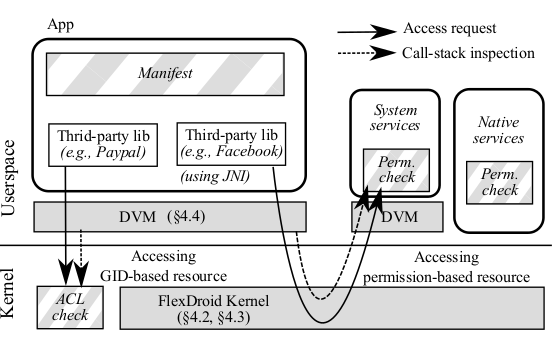 App
Access request
Call-stack inspection
Manifest
Thrid-party lib
(e.g., Paypal)
Third-party lib
(e.g., Facebook)
(using JNI)
System
services
Perm.
check
Native
services
Perm.
check
Userspace
DVM (§4.4)
DVM
Accessing
GID-based resource
Accessing
permission-based resource
Kernel
ACL
check
FlexDroid Kernel
(§4.2, §4.3)